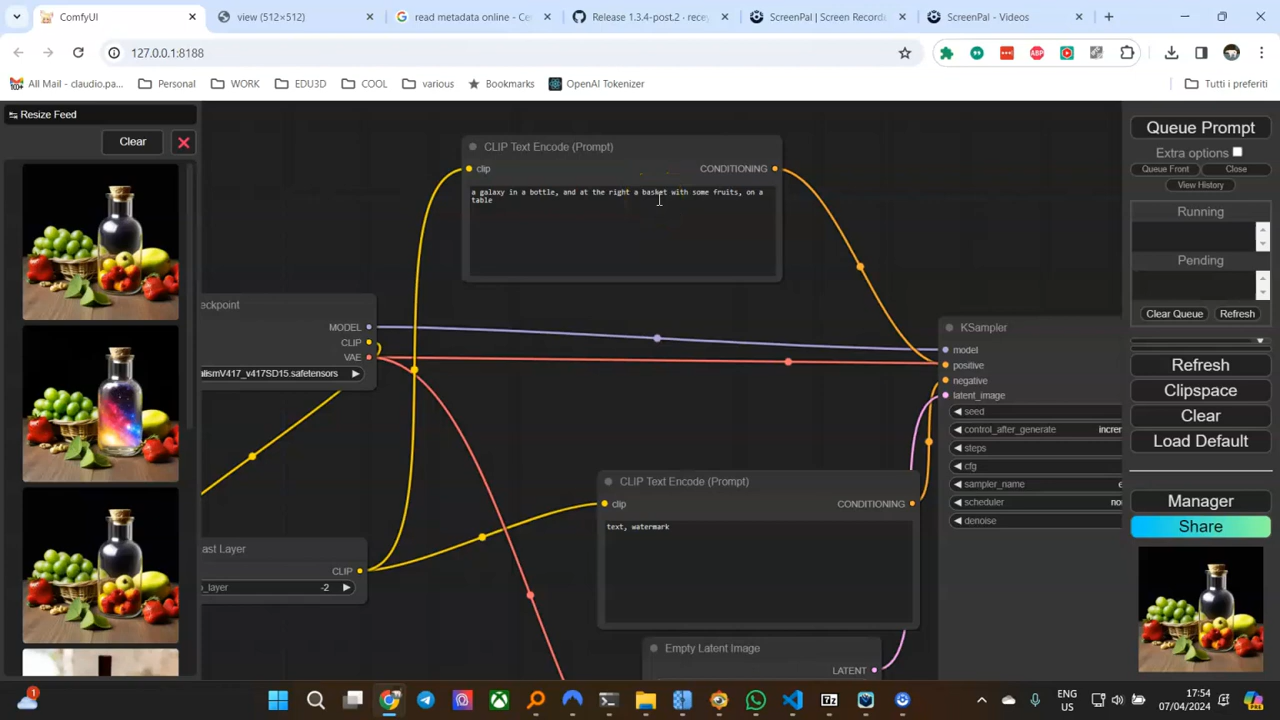 ComfyUI
view (512×512)
read metadata online - Ce
Release 1.3.4-post.2 · rece
ScreenPal | Screen Record
ScreenPal - Videos
127.0.0.1:8188
All Mail - claudio.pa...
Personal
WORK
EDU3D
COOL
various
Bookmarks
OpenAI Tokenizer
Tutti i preferiti
Resize Feed
Clear
CLIP Text Encode (Prompt)
clip
CONDITIONING
a galaxy in a bottle, and at the right a basket with some fruits, on a
table
eckpoint
MODEL
CLIP
VAE
alismV417_v417SD15.safetensors
KSampler
model
positive
negative
latent_image
seed
control_after_generate
incren
steps
cfg
sampler_name
e
scheduler
nor
denoise
CLIP Text Encode (Prompt)
clip
CONDITIONING
text, watermark
ast Layer
CLIP
o_layer
-2
Empty Latent Image
LATENT
Queue Prompt
Extra options
Queue Front
Close
View History
Running
Pending
Clear Queue
Refresh
Refresh
Clipspace
Clear
Load Default
Manager
Share
ENG
US
17:54
07/04/2024